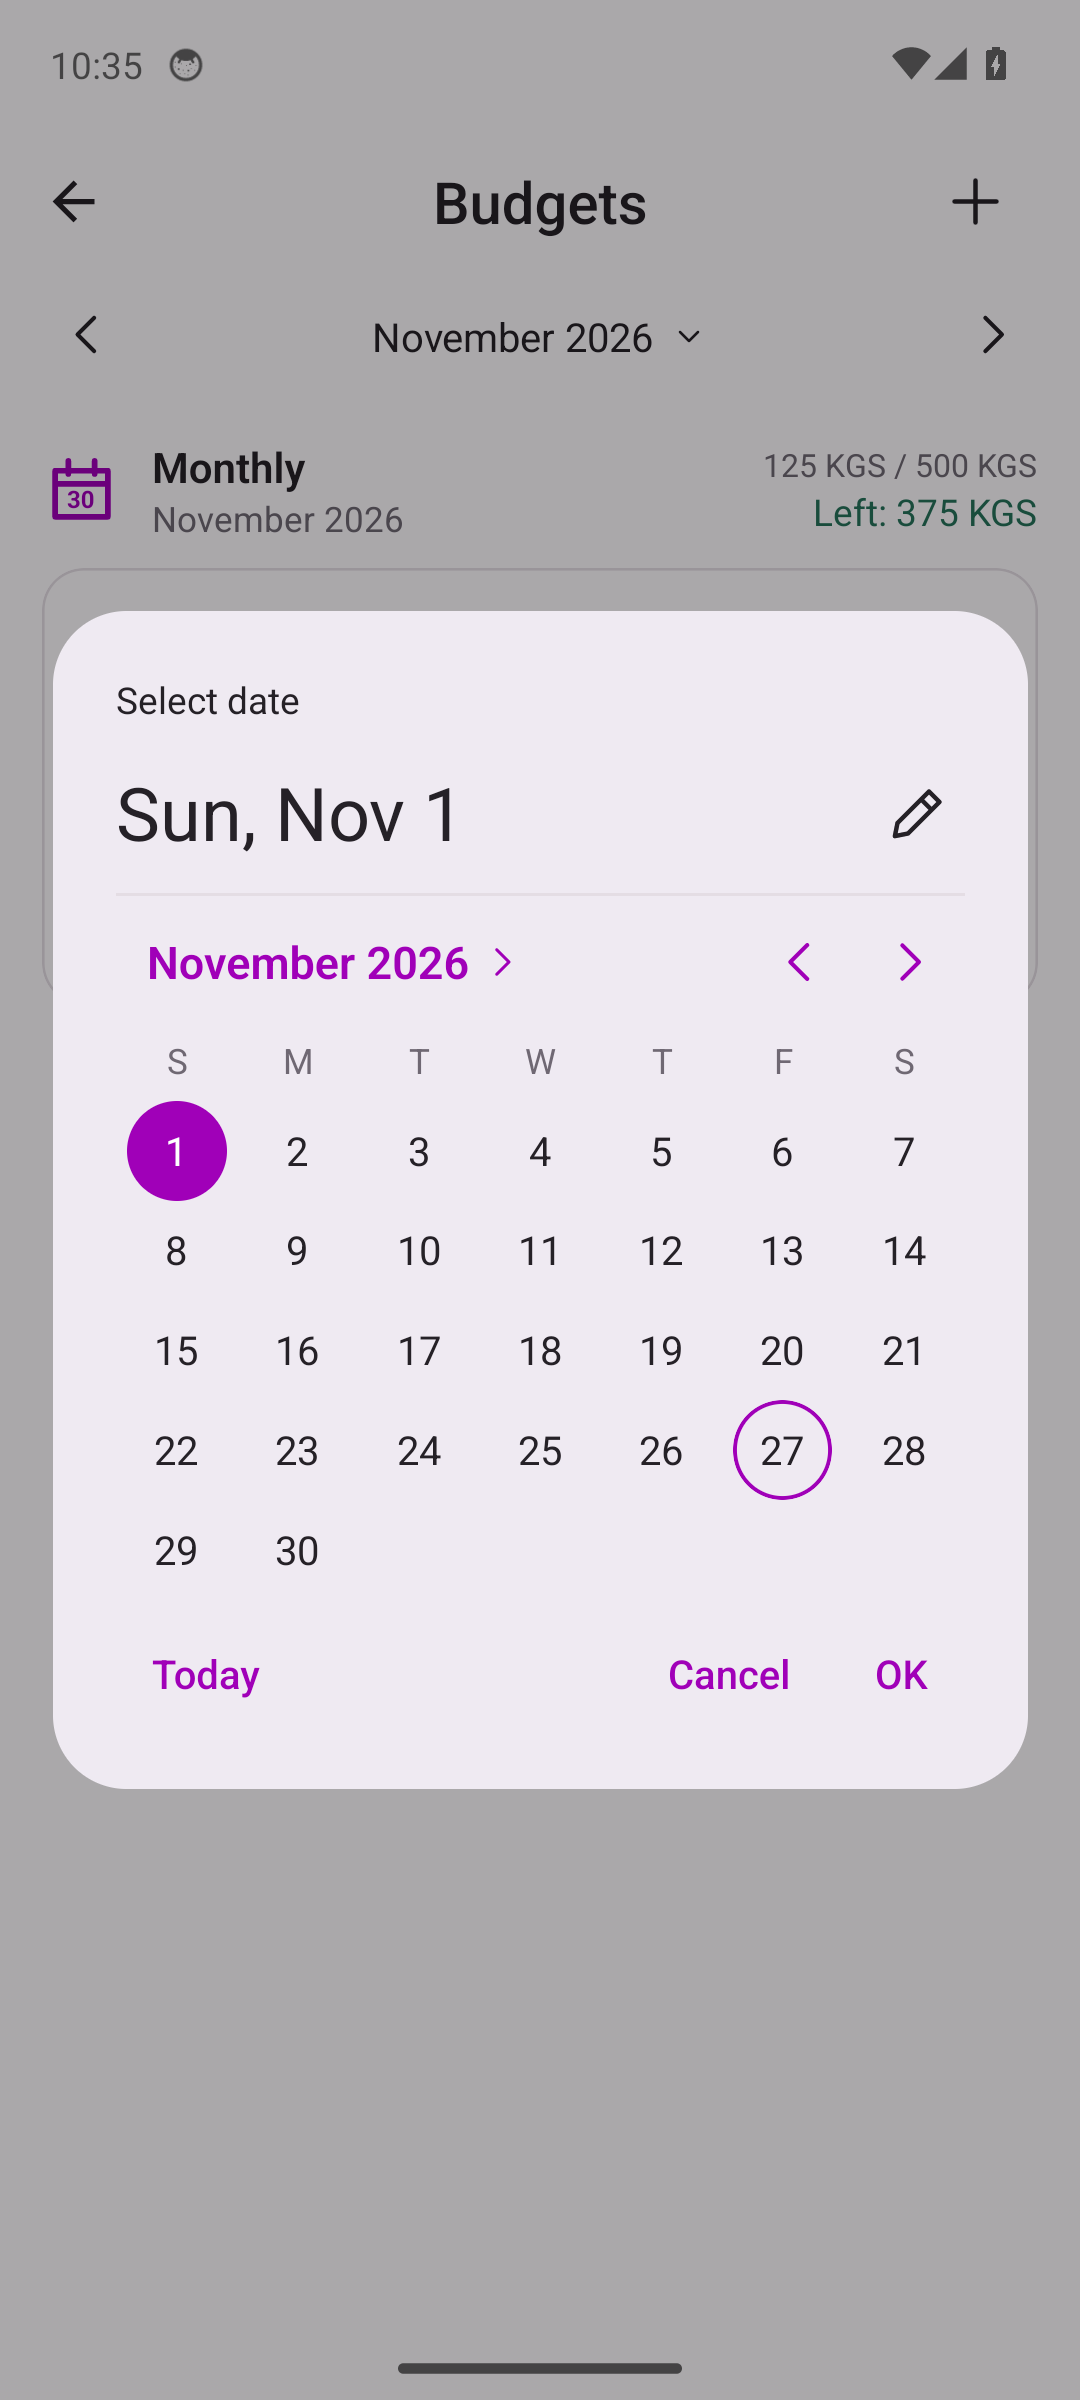 10:35
Budgets
November 2026
Monthly
125 KGS / 500 KGS
30
November 2026
Left: 375 KGS
Select date
Sun, Nov 1
November 2026
S M T W T F S
1 2 3 4 5 6 7
8 9 10 11 12 13 14
15 16 17 18 19 20 21
22 23 24 25 26 27 28
29 30
Today Cancel OK